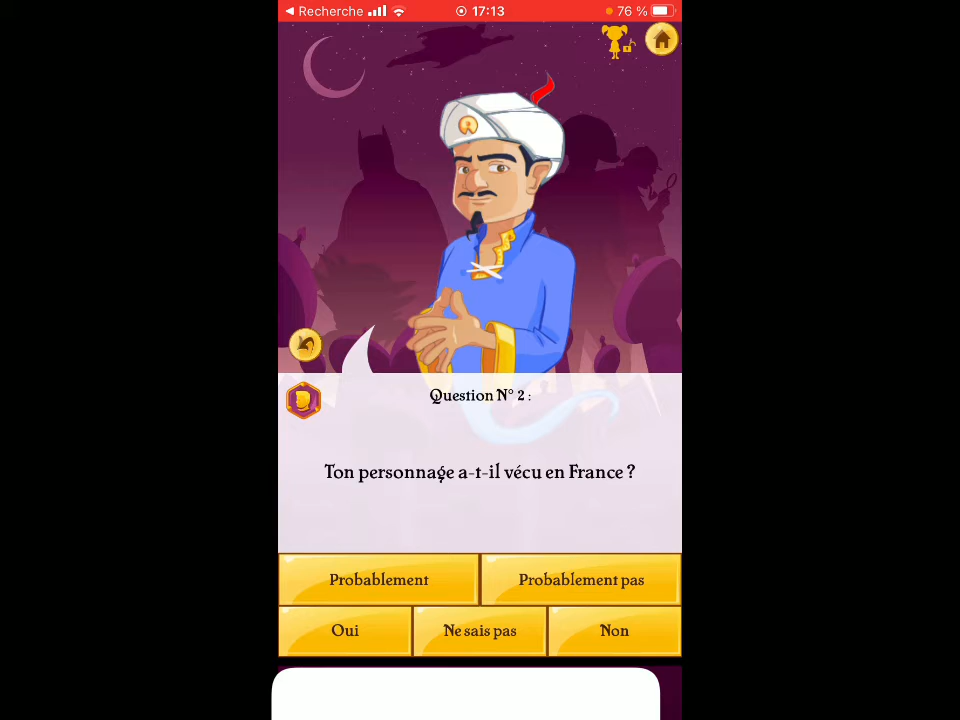 Recherche 17:13 76 %
Question N° 2 :
Ton personnage a-t-il vécu en France ?
Probablement Probablement pas
Oui Ne sais pas Non